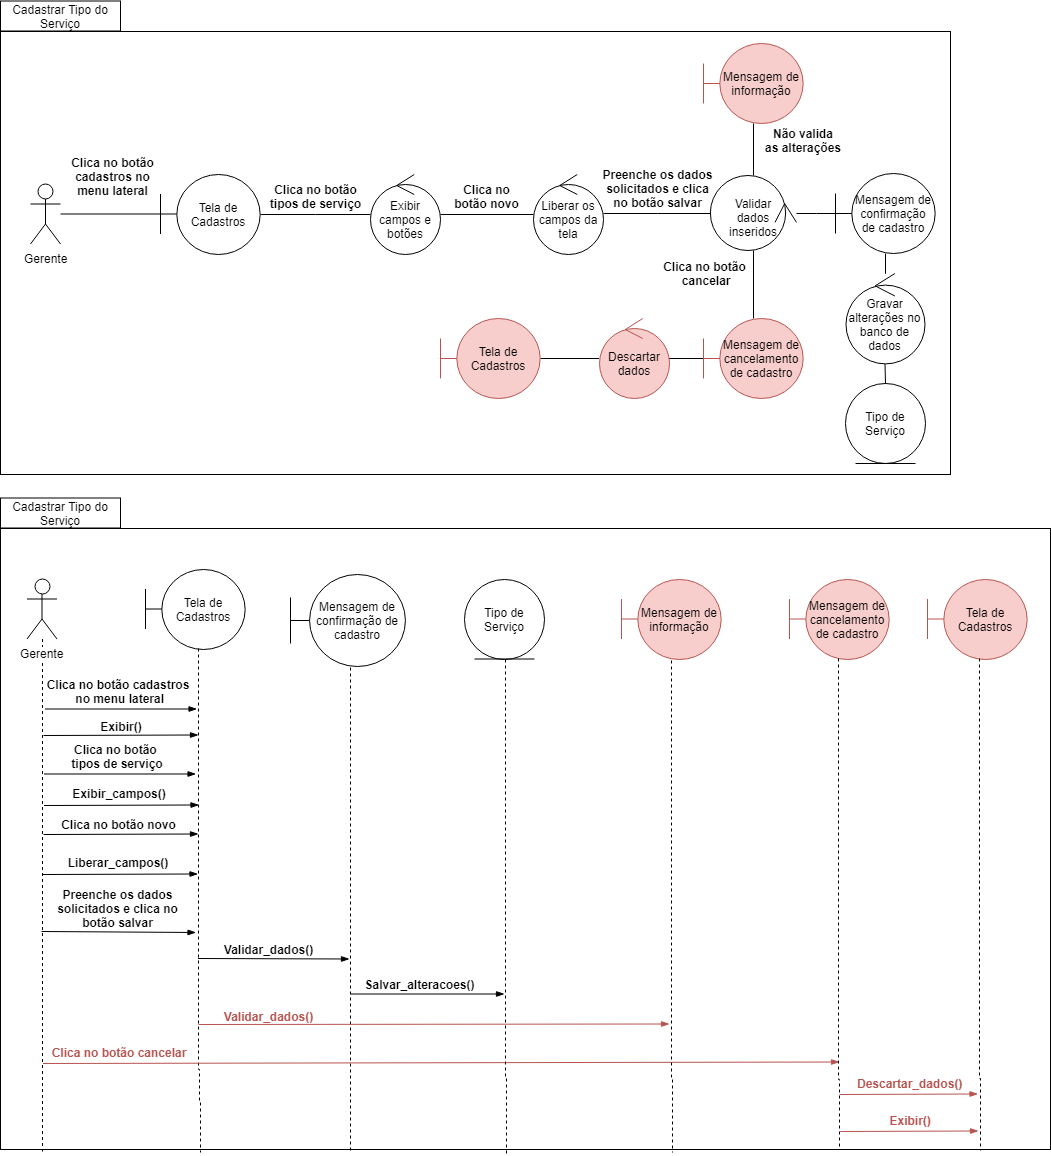 Cadastrar Tipo do
Serviço
Mensagem de
informação
Não valida
as alterações
Clica no botão
cadastros no
menu lateral
Gerente
Tela de
Cadastros
Clica no botão
tipos de serviço
Exibir
campos e
botões
Clica no
botão novo
Liberar os
campos da
tela
Preenche os dados
solicitados e clica
no botão salvar
Validar
dados
inseridos
Mensagem de
confirmação
de cadastro
Clica no botão
cancelar
Gravar
alterações no
banco de
dados
Tela de
Cadastros
Descartar
dados
Mensagem de
cancelamento
de cadastro
Tipo de
Serviço
Cadastrar Tipo do
Serviço
Gerente
Tela de
Cadastros
Mensagem de
confirmação de
cadastro
Tipo de
Serviço
Mensagem de
informação
Mensagem de
cancelamento
de cadastro
Tela de
Cadastros
Clica no botão cadastros
no menu lateral
Exibir()
Clica no botão
tipos de serviço
Exibir_campos()
Clica no botão novo
Liberar_campos()
Preenche os dados
solicitados e clica no
botão salvar
Validar_dados()
Salvar_alteracoes()
Validar_dados()
Clica no botão cancelar
Descartar_dados()
Exibir()